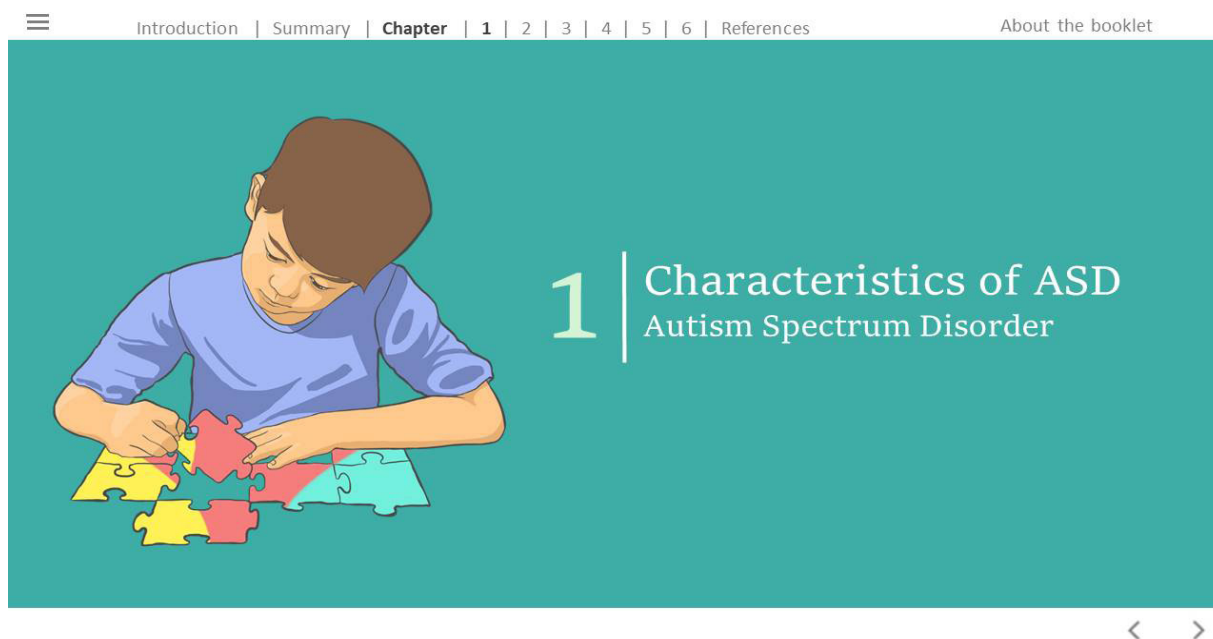 Introduction | Summary | Chapter | 1 | 2 | 3 | 4 | 5 | 6 | References
About the booklet
1
Characteristics of ASD
Autism Spectrum Disorder